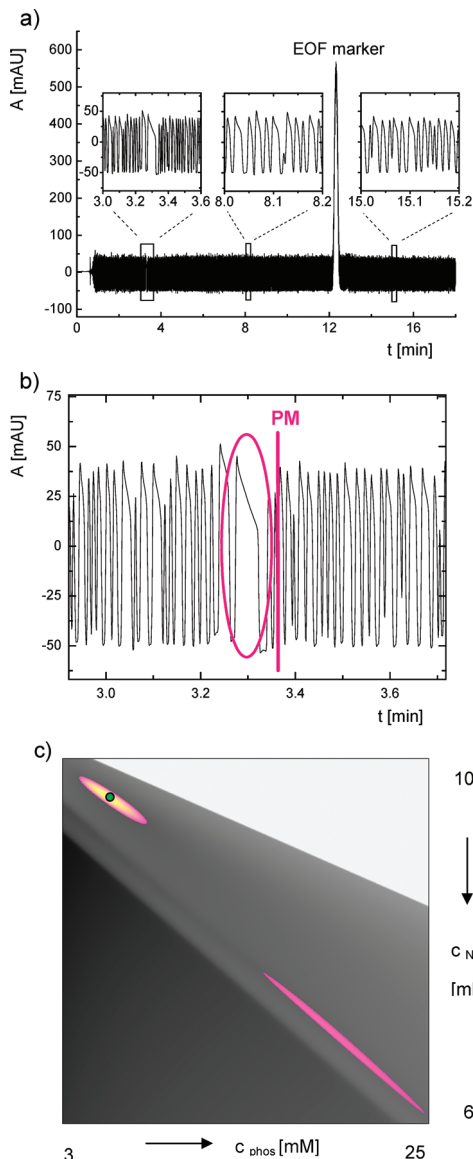 a)
A [mAU]
600
500
400
300
200
100
0
-100
EOF marker
50
0
-50
3.0 3.2 3.4 3.6
8.0 8.1 8.2
15.0 15.1 15.2
0 4 8 12 16
t [min]
b)
A [mAU]
75
50
25
0
-25
-50
PM
3.0 3.2 3.4 3.6
t [min]
c)
10
c N
6
3 c phos [mM] 25